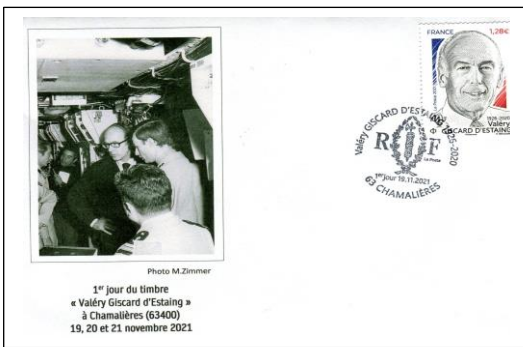 FRANCE 1,28€
1926-2020
Valéry
GISCARD D'ESTAING
Valéry GISCARD D'ESTAING 1925-2020
R F
La Poste
1er jour 19.11.2021
63 CHAMALIÈRES
Photo M.Zimmer
1er jour du timbre
« Valéry Giscard d'Estaing »
à Chamalières (63400)
19, 20 et 21 novembre 2021